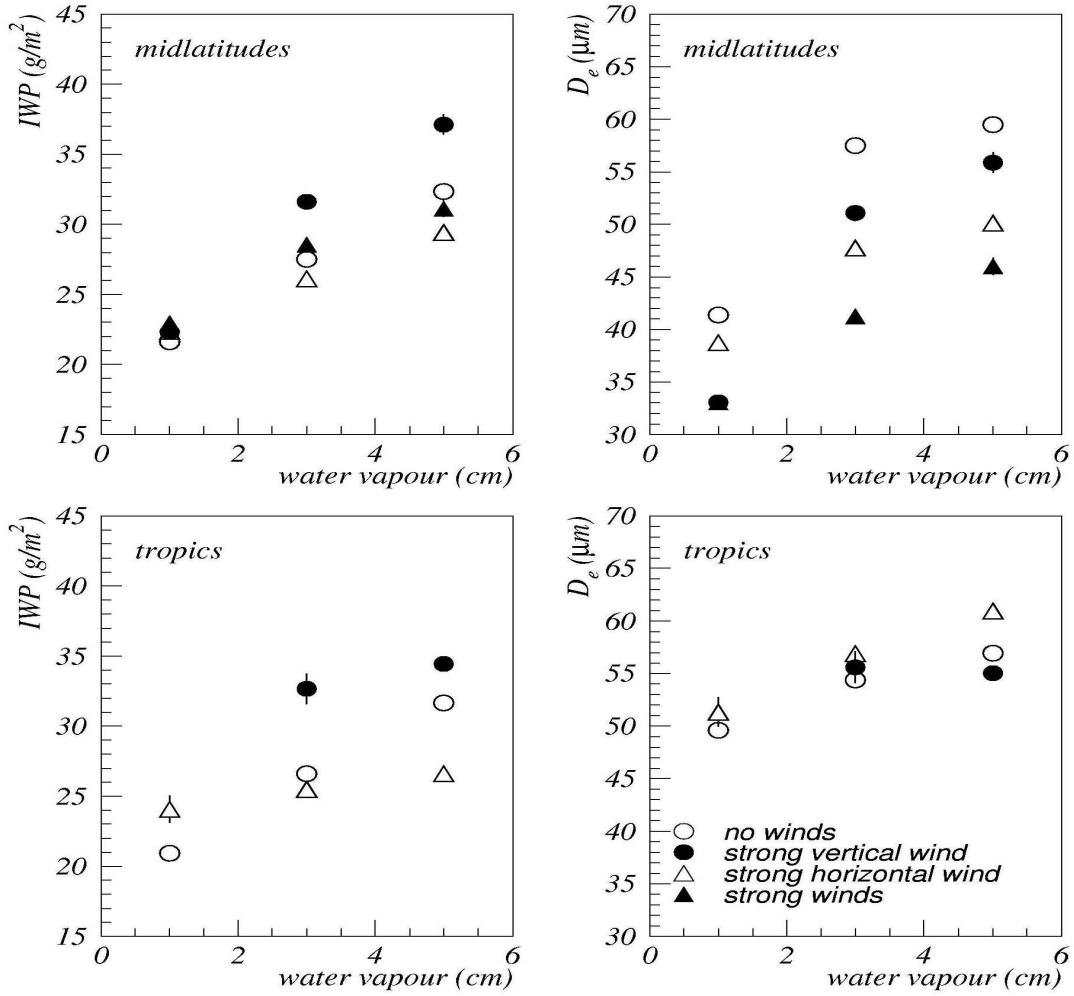 IWP (g/m²)
45
40
35
30
25
20
15
midlatitudes
0 2 4 6
water vapour (cm)
D_e (μm)
70
65
60
55
50
45
40
35
30
midlatitudes
0 2 4 6
water vapour (cm)
IWP (g/m²)
45
40
35
30
25
20
15
tropics
0 2 4 6
water vapour (cm)
D_e (μm)
70
65
60
55
50
45
40
35
30
tropics
no winds
strong vertical wind
strong horizontal wind
strong winds
0 2 4 6
water vapour (cm)